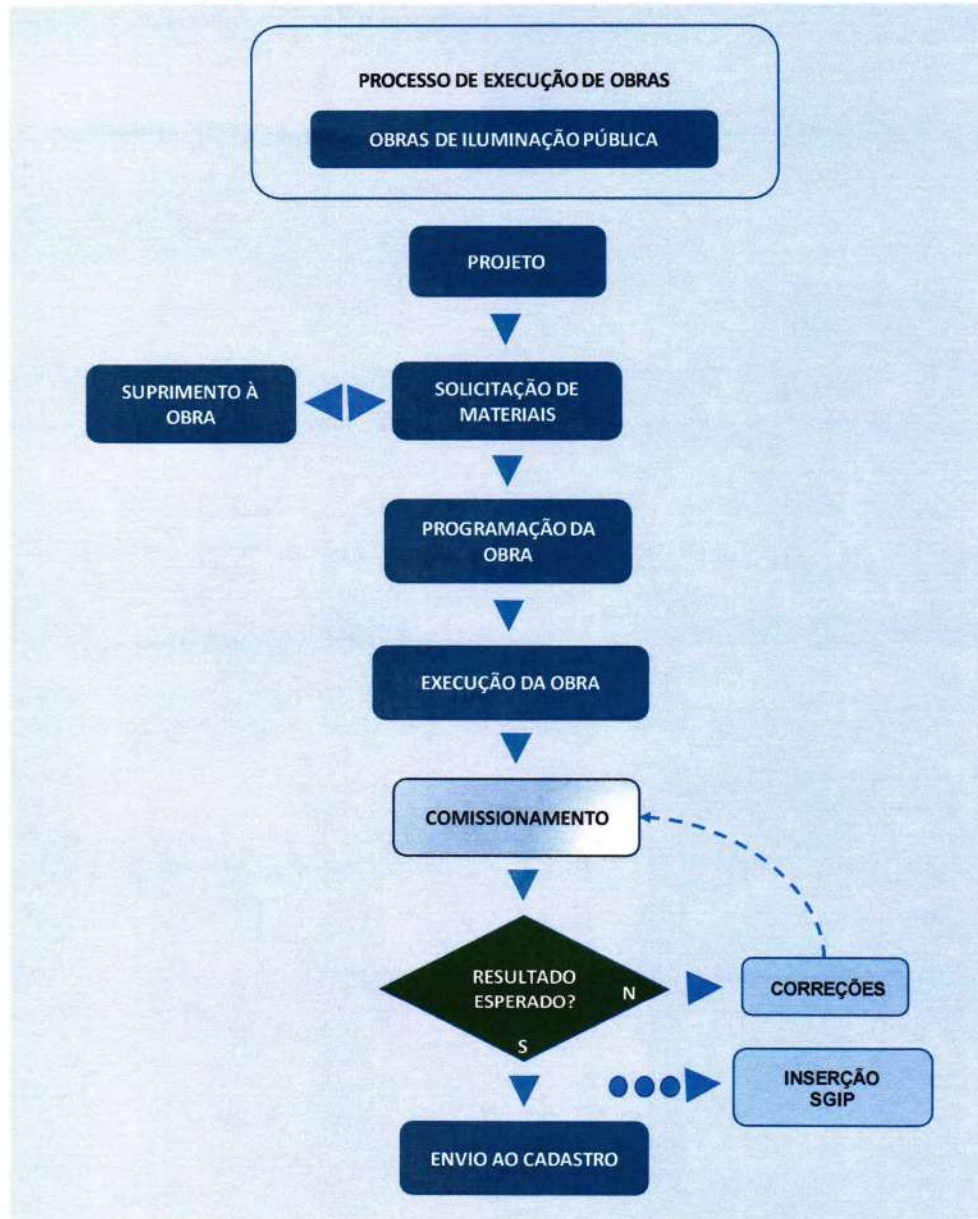 PROCESSO DE EXECUÇÃO DE OBRAS
OBRAS DE ILUMINAÇÃO PÚBLICA
PROJETO
SUPRIMENTO À
OBRA
SOLICITAÇÃO DE
MATERIAIS
PROGRAMAÇÃO DA
OBRA
EXECUÇÃO DA OBRA
COMISSIONAMENTO
RESULTADO
ESPERADO?
N
S
CORREÇÕES
INSERÇÃO
SGIP
ENVIO AO CADASTRO